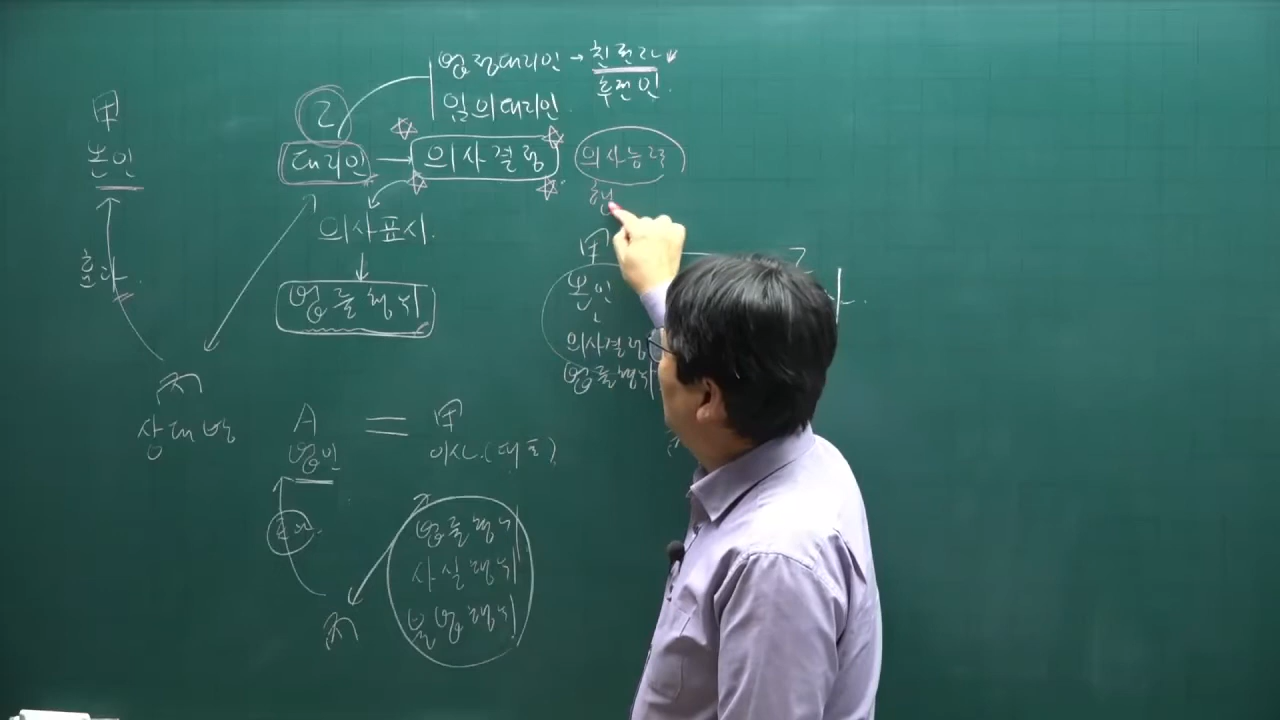 법정대리인 → 친권자
후견인.
임의대리인.
甲
본인
乙
대리인
의사결정
의사능력
행
의사표시.
법률행위
효과
丙
상대방
甲
본인
의사결정
법률행위
A = 甲
법인
이사.(대표)
효과
법률행위
사실행위
불법행위
丙